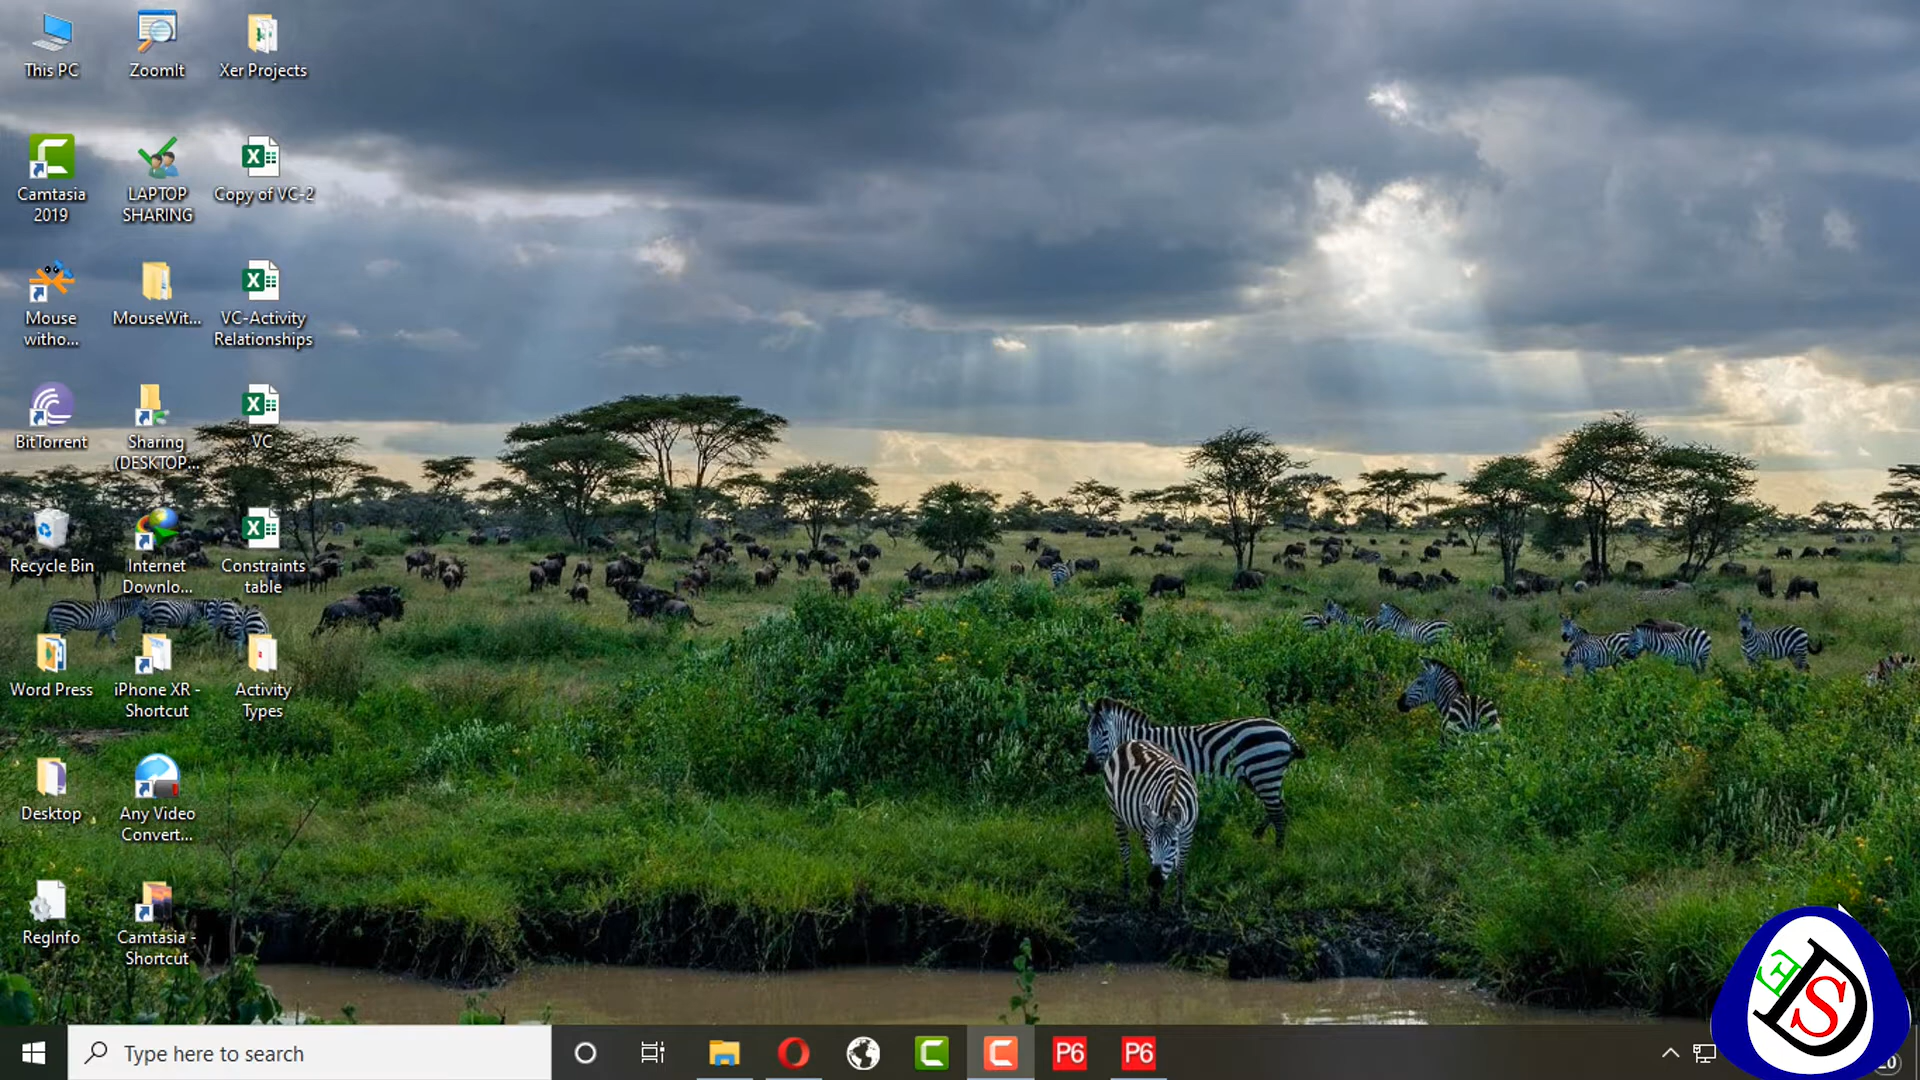 This PC
ZoomIt
Xer Projects
Camtasia
2019
LAPTOP
SHARING
Copy of VC-2
Mouse
witho...
MouseWit...
VC-Activity
Relationships
BitTorrent
Sharing
(DESKTOP...
VC
Recycle Bin
Internet
Downlo...
Constraints
table
Word Press
iPhone XR -
Shortcut
Activity
Types
Desktop
Any Video
Convert...
RegInfo
Camtasia -
Shortcut
Type here to search
P6
P6
E
S